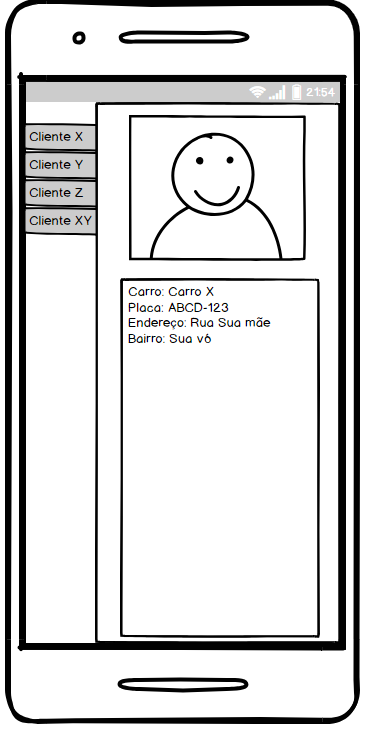 21:54
Cliente X
Cliente Y
Cliente Z
Cliente XY
Carro: Carro X
Placa: ABCD-123
Endereço: Rua Sua mãe
Bairro: Sua vó